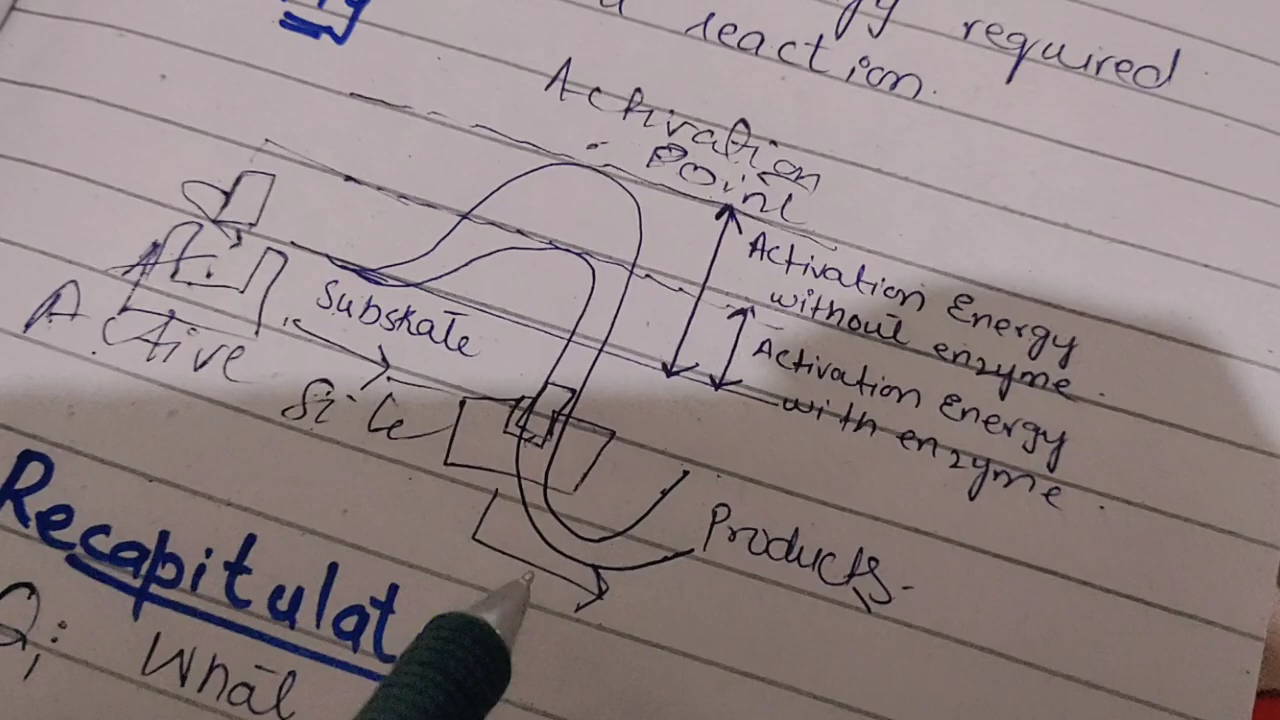 required
reaction.
Activation
Point
Activation Energy
without enzyme.
Activation Energy
with enzyme.
Substrate
Active
Site
Products
Recapitulat
Q; What